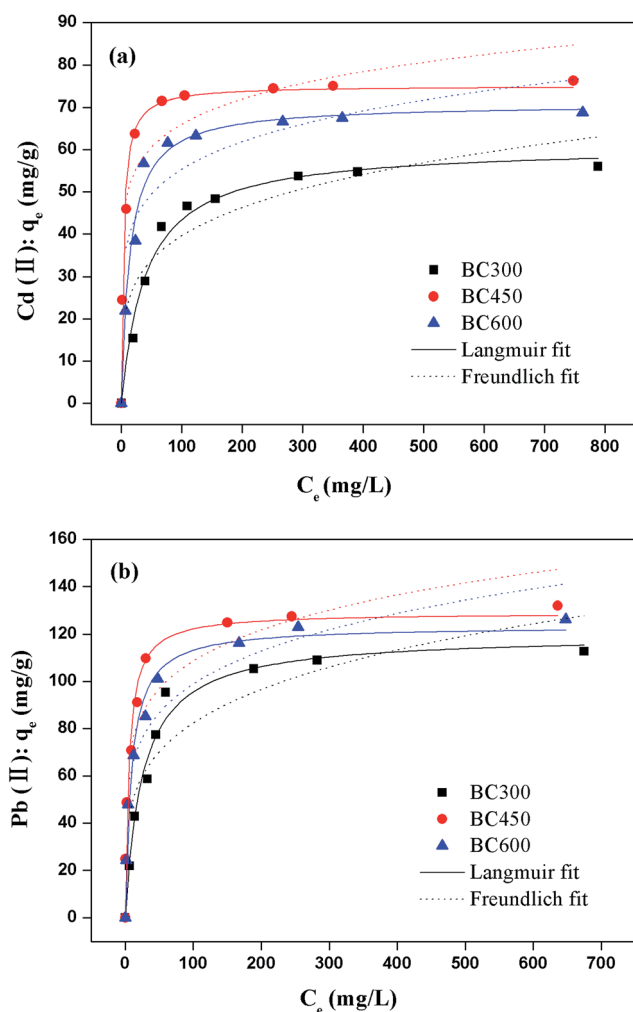 (a)
Cd (Ⅱ): qe (mg/g)
90
80
70
60
50
40
30
20
10
0
BC300
BC450
BC600
Langmuir fit
Freundlich fit
0 100 200 300 400 500 600 700 800
Ce (mg/L)
(b)
Pb (Ⅱ): qe (mg/g)
160
140
120
100
80
60
40
20
0
BC300
BC450
BC600
Langmuir fit
Freundlich fit
0 100 200 300 400 500 600 700
Ce (mg/L)